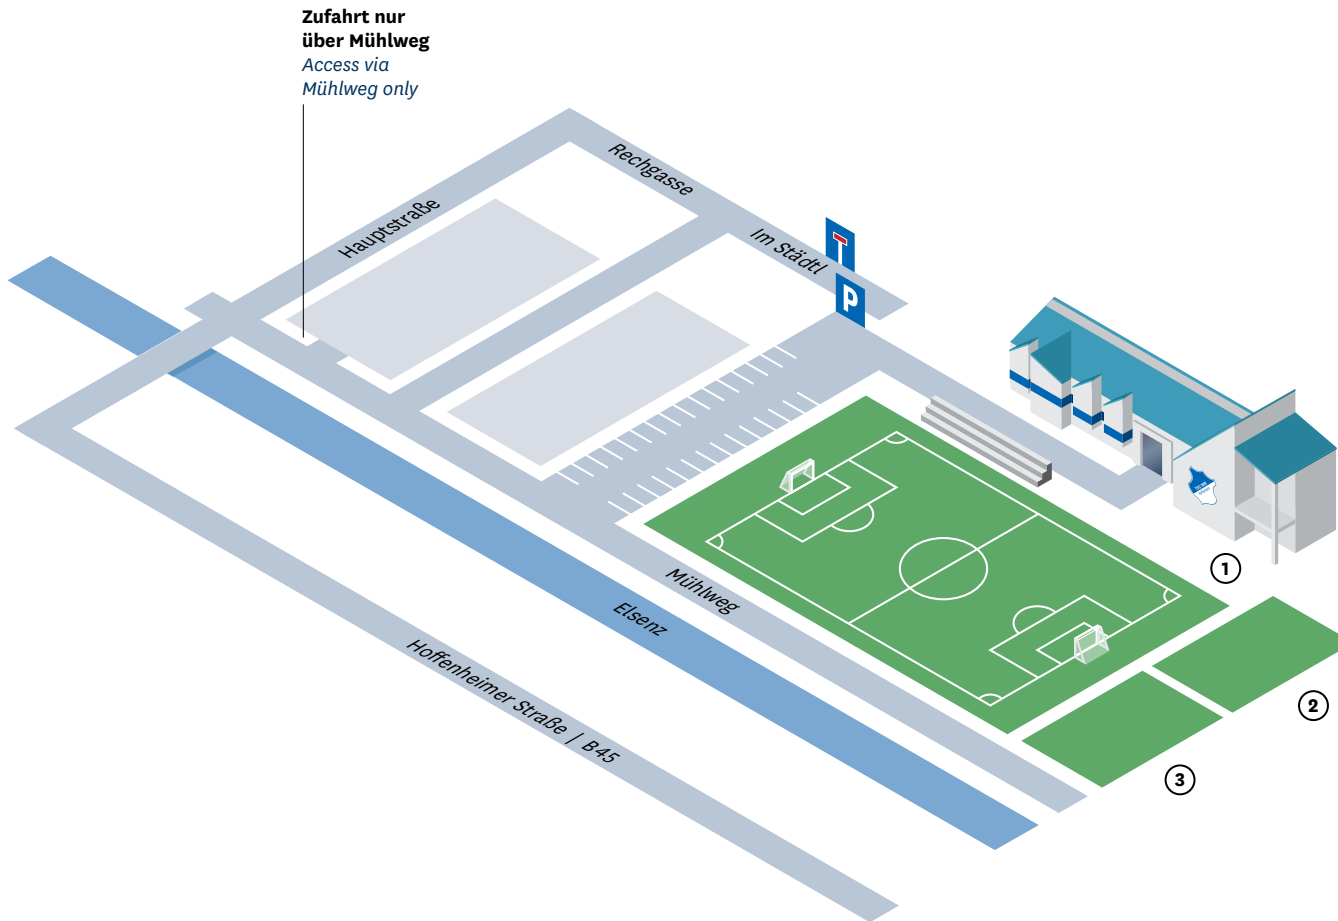 Zufahrt nur
über Mühlweg
Access via
Mühlweg only
Rechgasse
Hauptstraße
Im Städtl
P
Mühlweg
Elsenz
Hoffenheimer Straße | B45
1
2
3